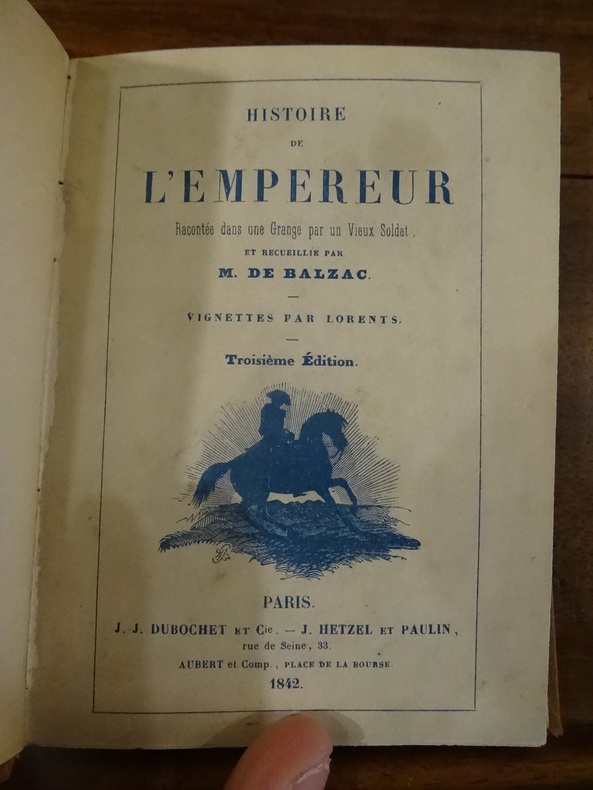 HISTOIRE
DE
L'EMPEREUR
Racontée dans une Grange par un Vieux Soldat,
ET RECUEILLIE PAR
M. DE BALZAC.
VIGNETTES PAR LORENTS.
Troisième Édition.
PARIS.
J. J. DUBOCHET ET Cie. — J. HETZEL ET PAULIN,
rue de Seine, 33.
AUBERT et Comp., PLACE DE LA BOURSE.
1842.